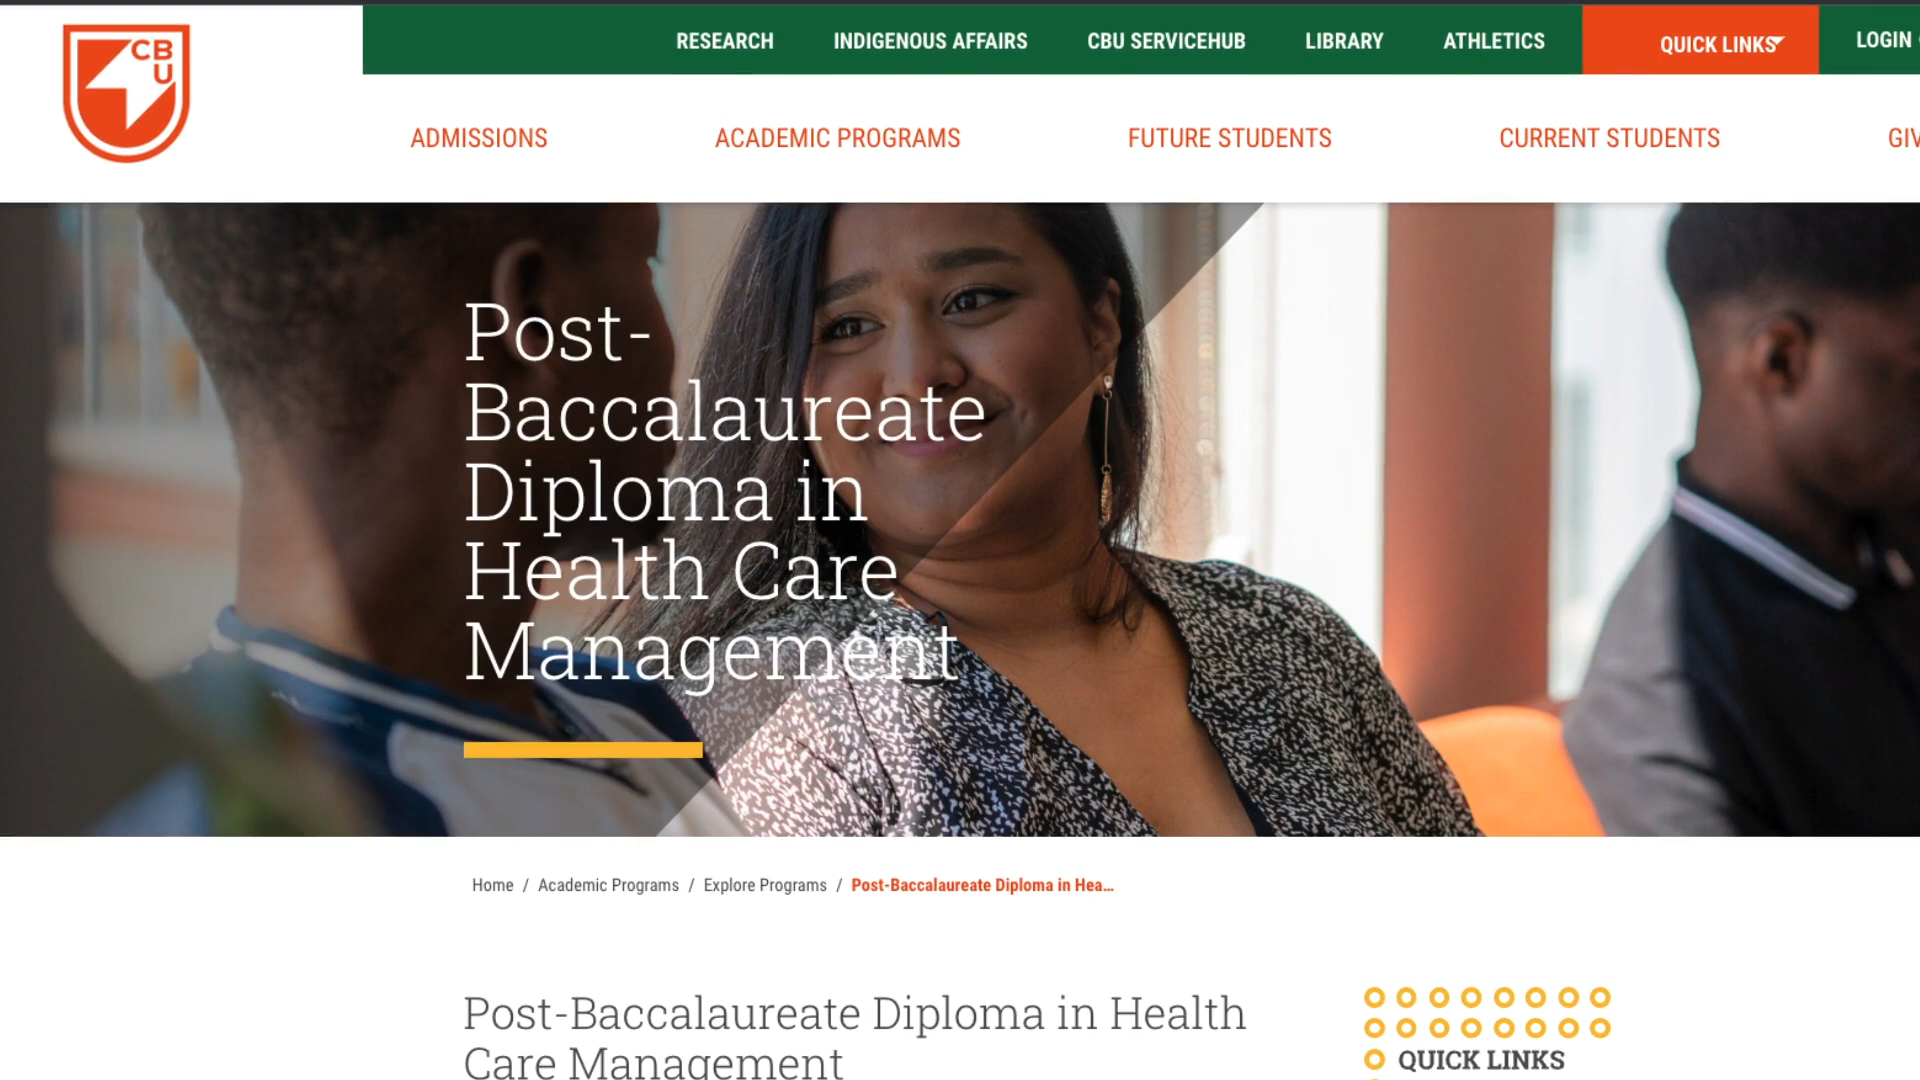 CB
U
RESEARCH INDIGENOUS AFFAIRS CBU SERVICEHUB LIBRARY ATHLETICS QUICK LINKS LOGIN
ADMISSIONS ACADEMIC PROGRAMS FUTURE STUDENTS CURRENT STUDENTS
Post-
Baccalaureate
Diploma in
Health Care
Management
Home / Academic Programs / Explore Programs / Post-Baccalaureate Diploma in Hea...
Post-Baccalaureate Diploma in Health
Care Management
QUICK LINKS